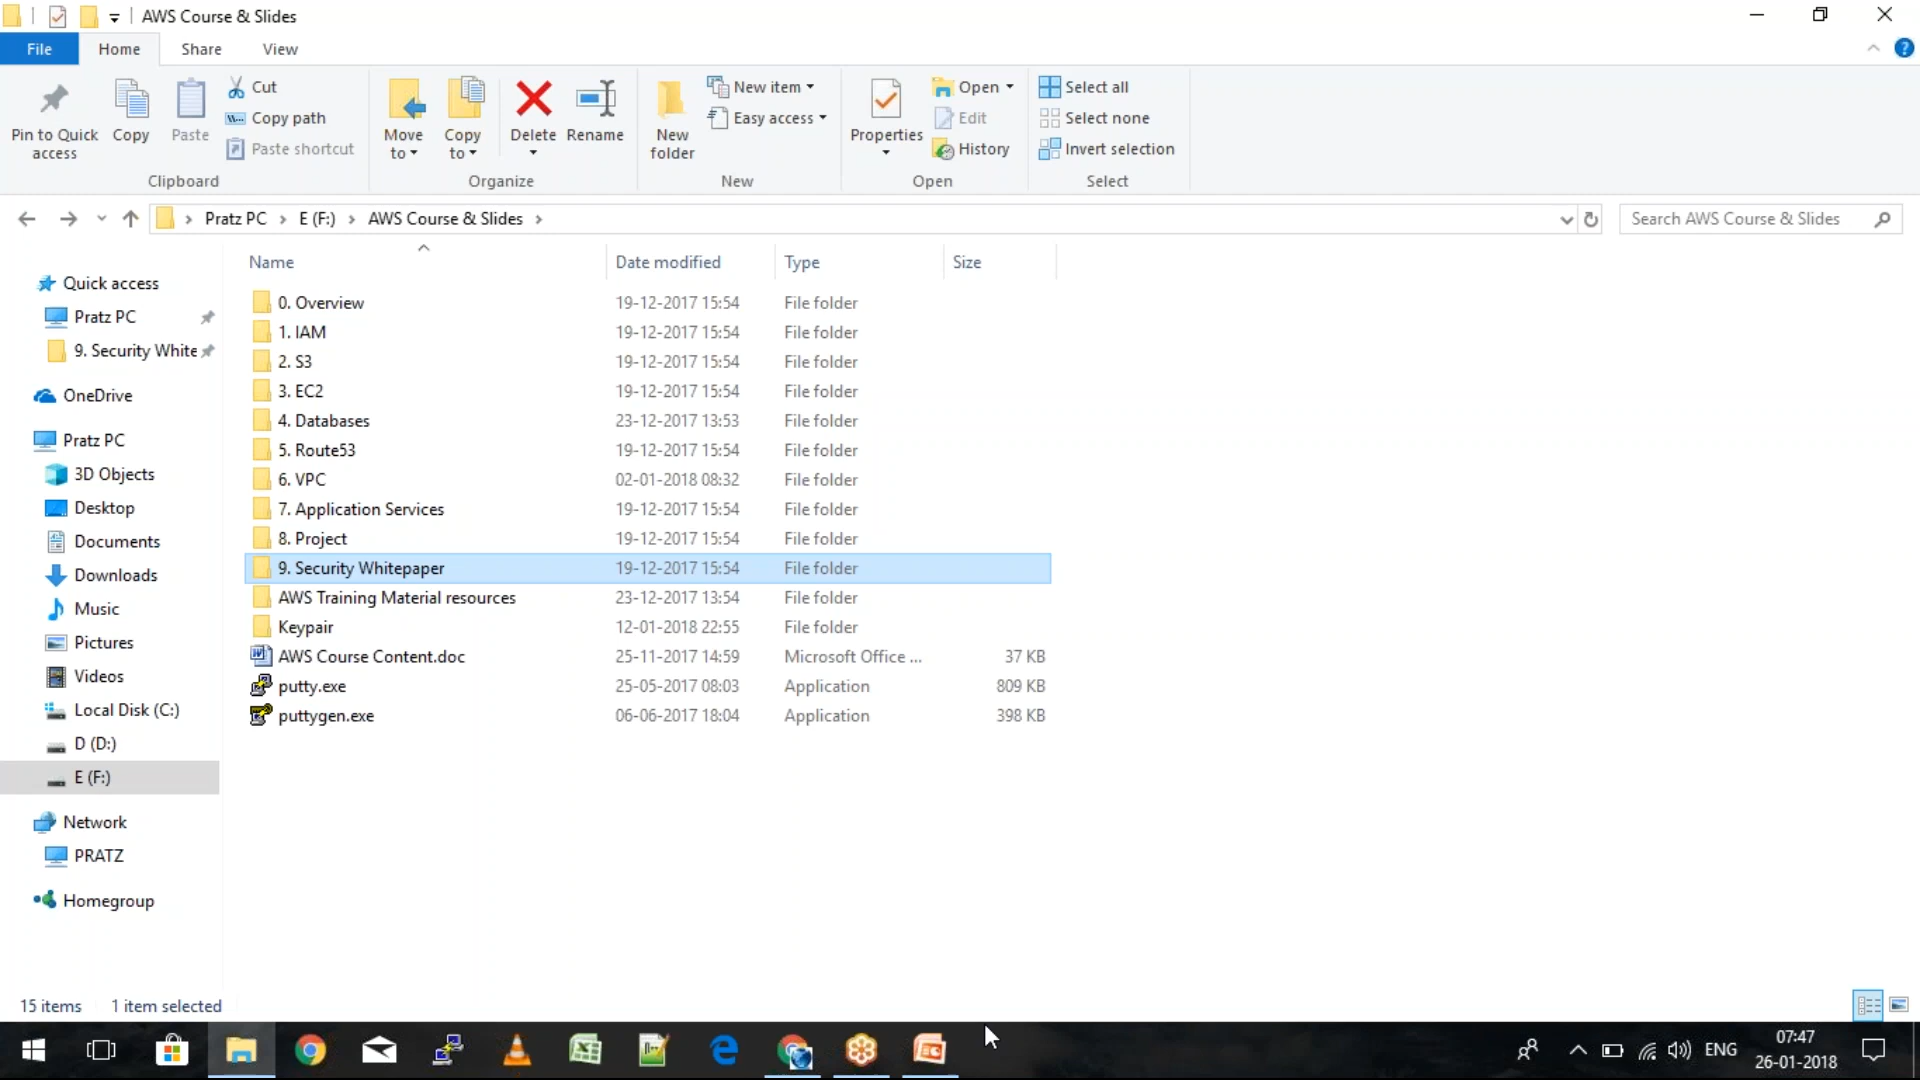 AWS Course & Slides
File Home Share View
Pin to Quick access
Copy
Paste
Cut
Copy path
Paste shortcut
Clipboard
Move to
Copy to
Delete
Rename
Organize
New folder
New item
Easy access
New
Properties
Open
Edit
History
Open
Select all
Select none
Invert selection
Select
Pratz PC > E (F:) > AWS Course & Slides >
Search AWS Course & Slides
Quick access
Pratz PC
9. Security White
OneDrive
Pratz PC
3D Objects
Desktop
Documents
Downloads
Music
Pictures
Videos
Local Disk (C:)
D (D:)
E (F:)
Network
PRATZ
Homegroup
Name Date modified Type Size
0. Overview 19-12-2017 15:54 File folder
1. IAM 19-12-2017 15:54 File folder
2. S3 19-12-2017 15:54 File folder
3. EC2 19-12-2017 15:54 File folder
4. Databases 23-12-2017 13:53 File folder
5. Route53 19-12-2017 15:54 File folder
6. VPC 02-01-2018 08:32 File folder
7. Application Services 19-12-2017 15:54 File folder
8. Project 19-12-2017 15:54 File folder
9. Security Whitepaper 19-12-2017 15:54 File folder
AWS Training Material resources 23-12-2017 13:54 File folder
Keypair 12-01-2018 22:55 File folder
AWS Course Content.doc 25-11-2017 14:59 Microsoft Office ... 37 KB
putty.exe 25-05-2017 08:03 Application 809 KB
puttygen.exe 06-06-2017 18:04 Application 398 KB
15 items 1 item selected
ENG
07:47
26-01-2018